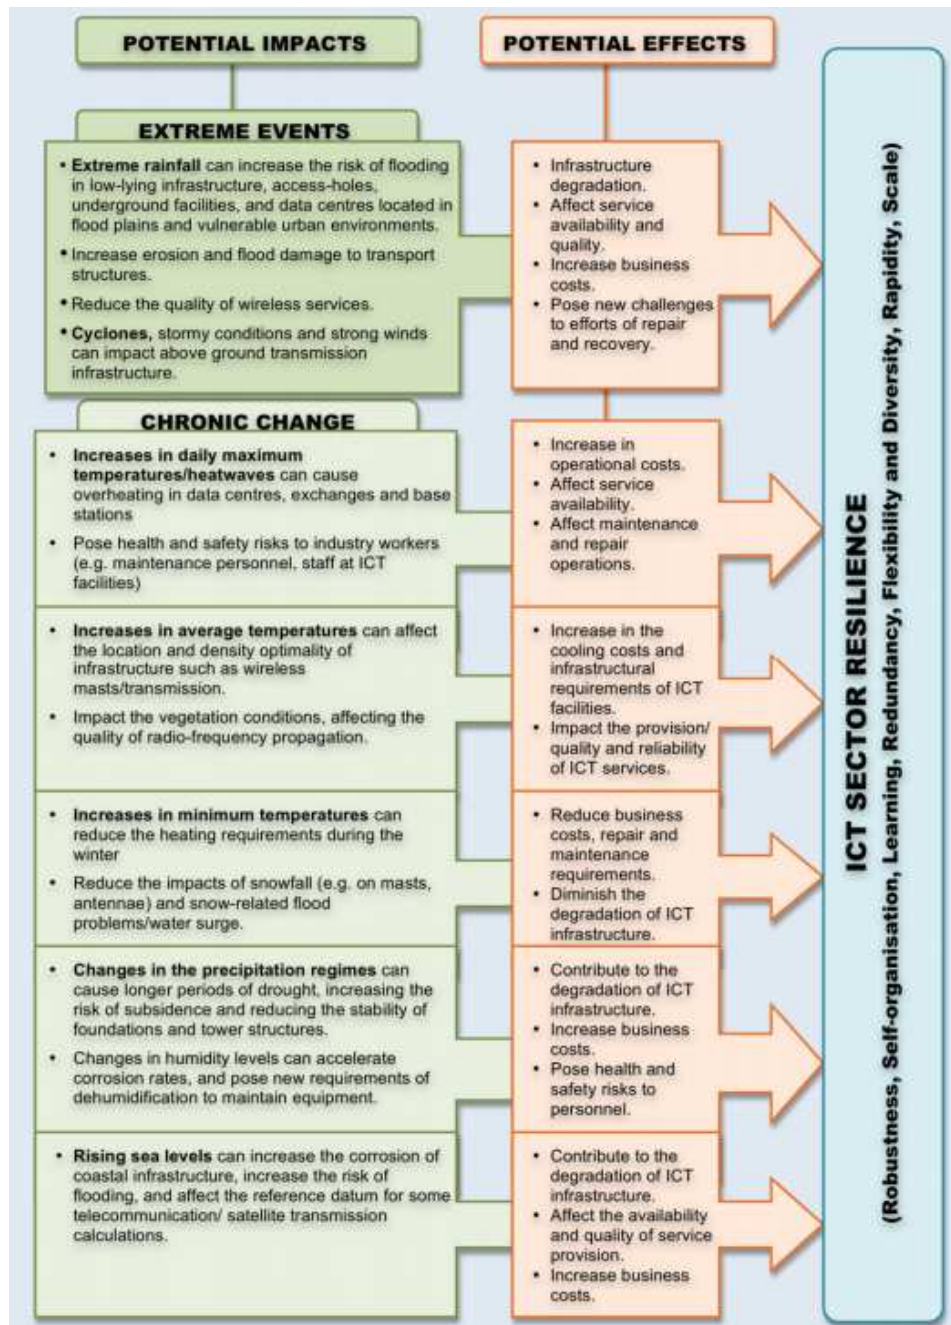 POTENTIAL IMPACTS
POTENTIAL EFFECTS
EXTREME EVENTS
• Extreme rainfall can increase the risk of flooding
in low-lying infrastructure, access-holes,
underground facilities, and data centres located in
flood plains and vulnerable urban environments.
• Increase erosion and flood damage to transport
structures.
• Reduce the quality of wireless services.
• Cyclones, stormy conditions and strong winds
can impact above ground transmission
infrastructure.
• Infrastructure
degradation.
• Affect service
availability and
quality.
• Increase business
costs.
• Pose new challenges
to efforts of repair
and recovery.
CHRONIC CHANGE
• Increases in daily maximum
temperatures/heatwaves can cause
overheating in data centres, exchanges and base
stations
• Pose health and safety risks to industry workers
(e.g. maintenance personnel, staff at ICT
facilities)
• Increase in
operational costs.
• Affect service
availability.
• Affect maintenance
and repair
operations.
• Increases in average temperatures can affect
the location and density optimality of
infrastructure such as wireless
masts/transmission.
• Impact the vegetation conditions, affecting the
quality of radio-frequency propagation.
• Increase in the
cooling costs and
infrastructural
requirements of ICT
facilities.
• Impact the provision/
quality and reliability
of ICT services.
• Increases in minimum temperatures can
reduce the heating requirements during the
winter
• Reduce the impacts of snowfall (e.g. on masts,
antennae) and snow-related flood
problems/water surge.
• Reduce business
costs, repair and
maintenance
requirements.
• Diminish the
degradation of ICT
infrastructure.
• Changes in the precipitation regimes can
cause longer periods of drought, increasing the
risk of subsidence and reducing the stability of
foundations and tower structures.
• Changes in humidity levels can accelerate
corrosion rates, and pose new requirements of
dehumidification to maintain equipment.
• Contribute to the
degradation of ICT
infrastructure.
• Increase business
costs.
• Pose health and
safety risks to
personnel.
• Rising sea levels can increase the corrosion of
coastal infrastructure, increase the risk of
flooding, and affect the reference datum for some
telecommunication/ satellite transmission
calculations.
• Contribute to the
degradation of ICT
infrastructure.
• Affect the availability
and quality of service
provision.
• Increase business
costs.
ICT SECTOR RESILIENCE
(Robustness, Self-organisation, Learning, Redundancy, Flexibility and Diversity, Rapidity, Scale)